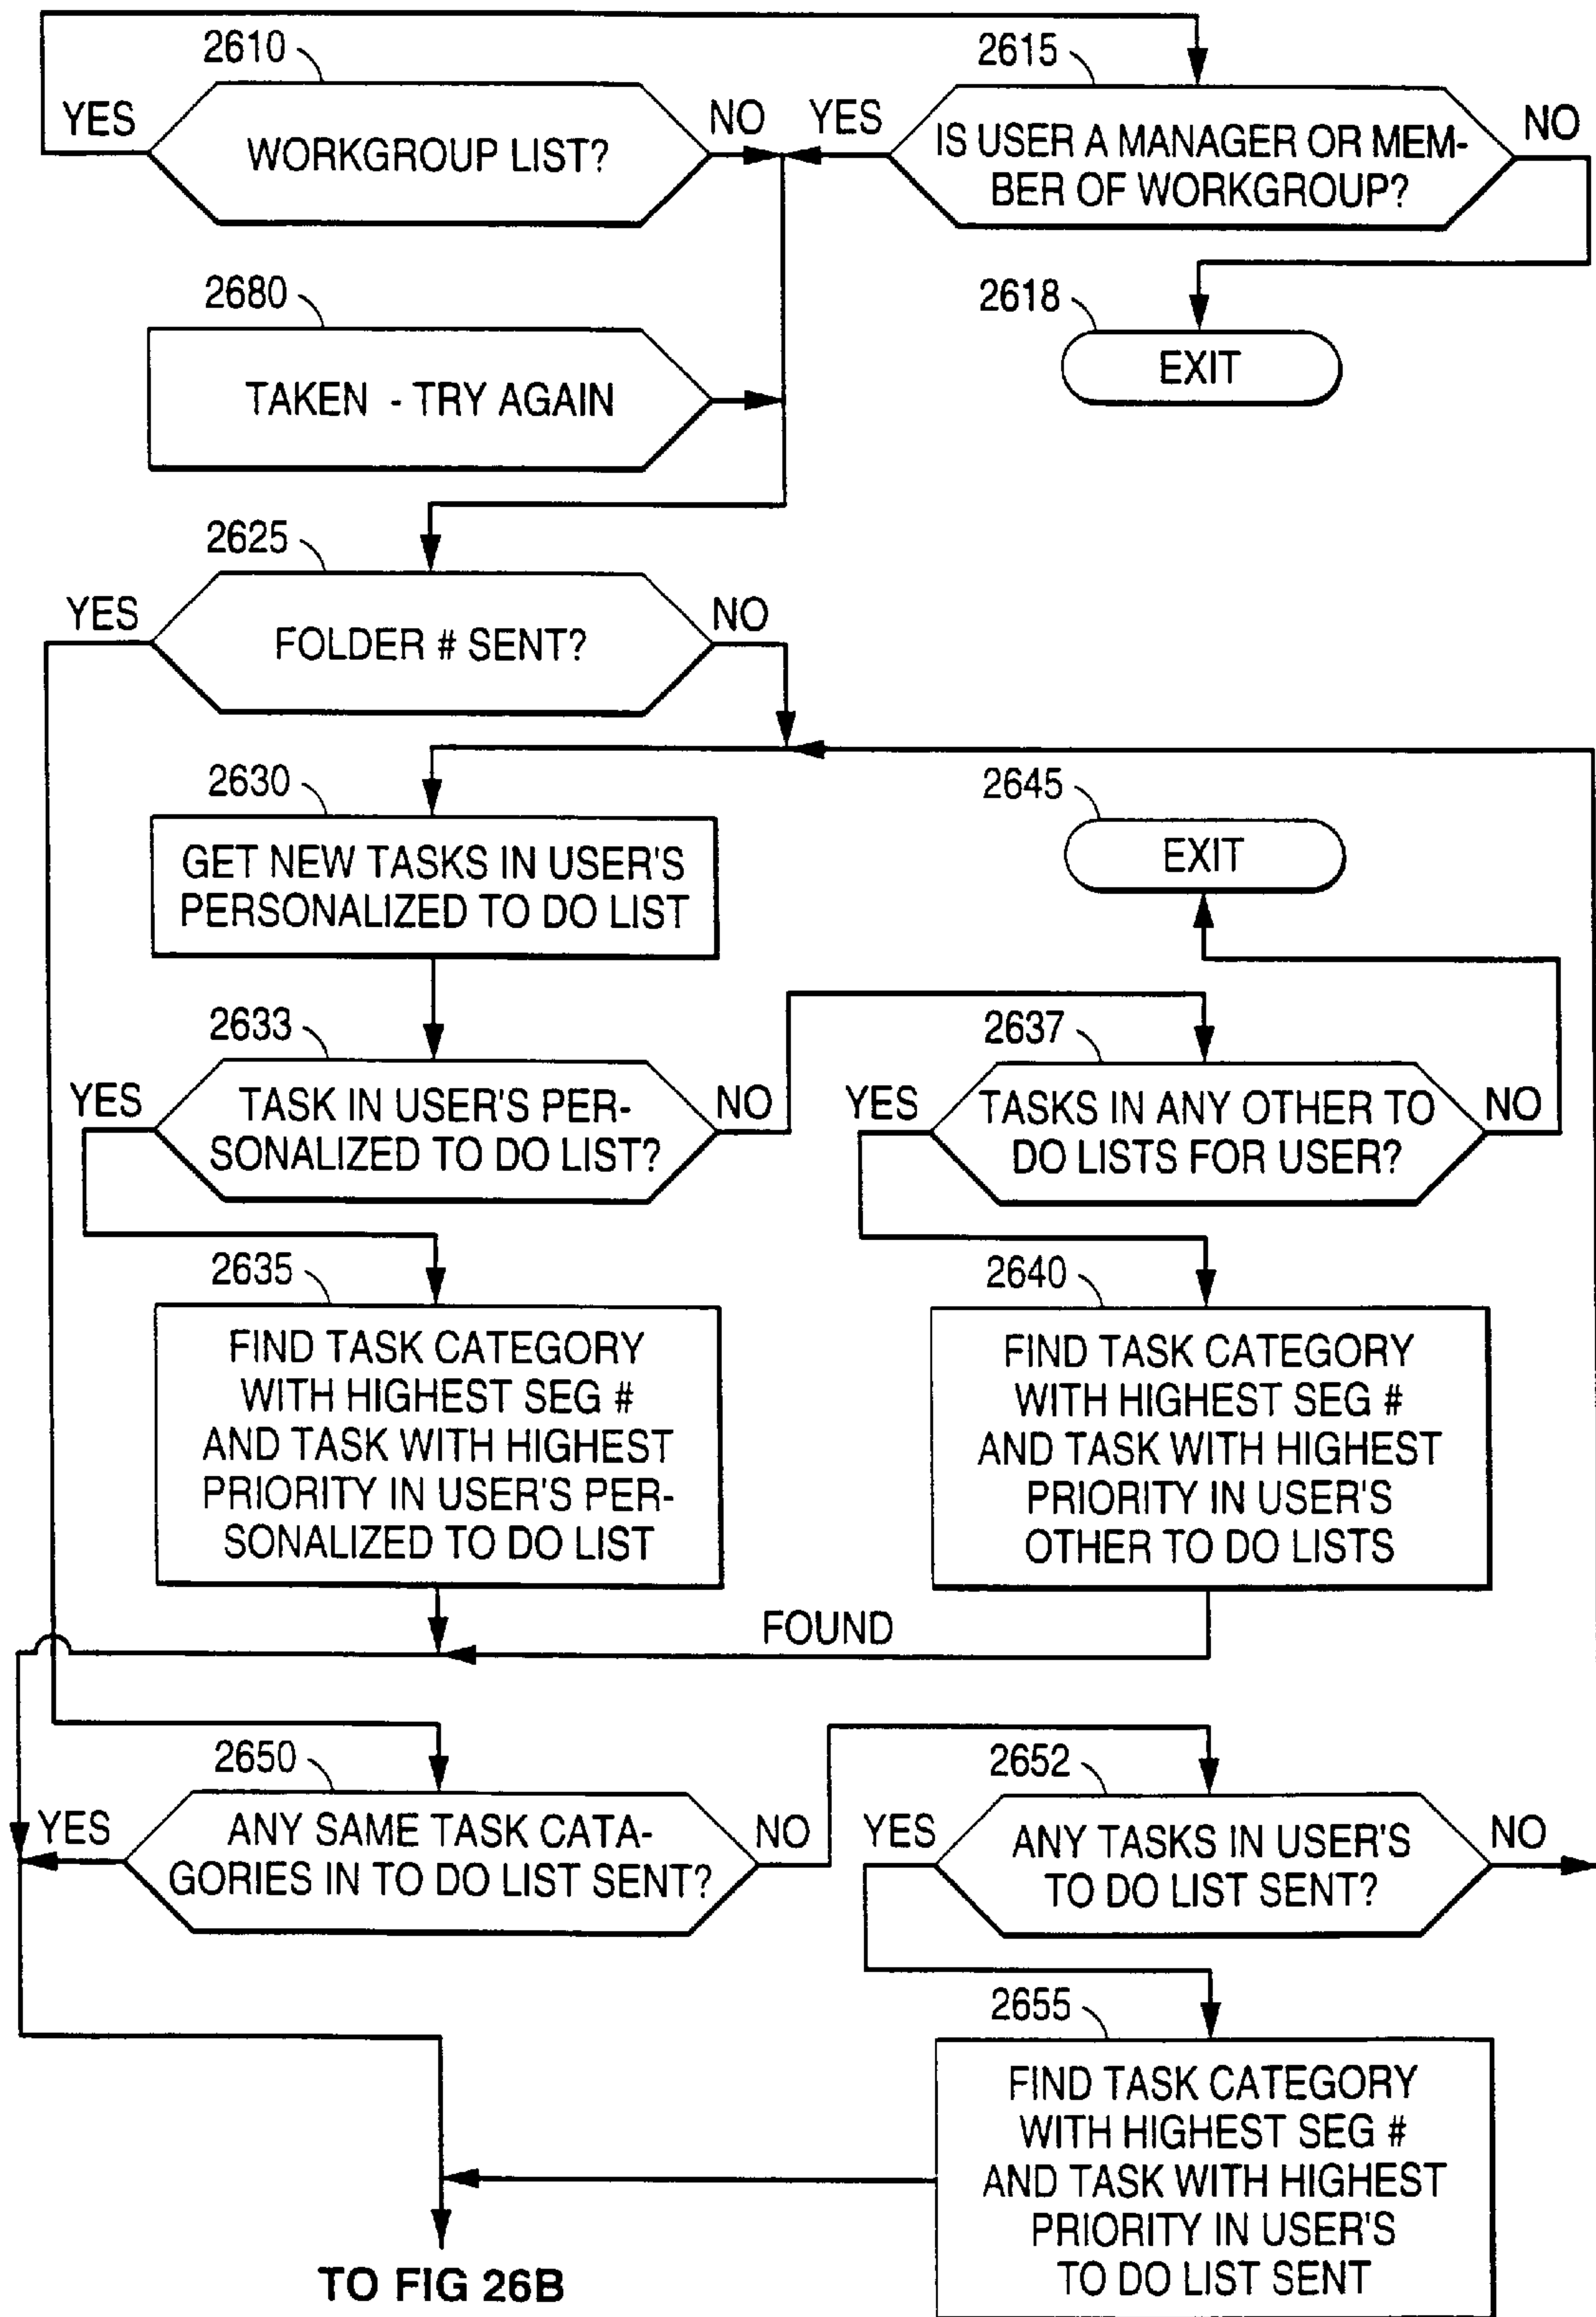 2610
2615
YES
WORKGROUP LIST?
NO
YES
IS USER A MANAGER OR MEM-
BER OF WORKGROUP?
NO
2680
TAKEN - TRY AGAIN
2618
EXIT
2625
YES
FOLDER # SENT?
NO
2630
GET NEW TASKS IN USER'S
PERSONALIZED TO DO LIST
2645
EXIT
2633
YES
TASK IN USER'S PER-
SONALIZED TO DO LIST?
NO
2637
YES
TASKS IN ANY OTHER TO
DO LISTS FOR USER?
NO
2635
FIND TASK CATEGORY
WITH HIGHEST SEG #
AND TASK WITH HIGHEST
PRIORITY IN USER'S PER-
SONALIZED TO DO LIST
2640
FIND TASK CATEGORY
WITH HIGHEST SEG #
AND TASK WITH HIGHEST
PRIORITY IN USER'S
OTHER TO DO LISTS
FOUND
2650
YES
ANY SAME TASK CATA-
GORIES IN TO DO LIST SENT?
NO
2652
YES
ANY TASKS IN USER'S
TO DO LIST SENT?
NO
2655
FIND TASK CATEGORY
WITH HIGHEST SEG #
AND TASK WITH HIGHEST
PRIORITY IN USER'S
TO DO LIST SENT
TO FIG 26B